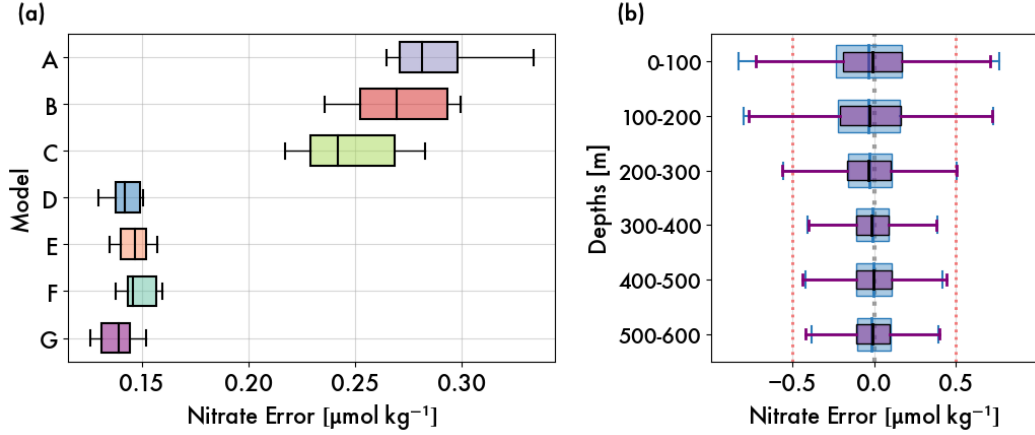 (a)
Model
A
B
C
D
E
F
G
0.15 0.20 0.25 0.30
Nitrate Error [μmol kg⁻¹]
(b)
Depths [m]
0-100
100-200
200-300
300-400
400-500
500-600
−0.5 0.0 0.5
Nitrate Error [μmol kg⁻¹]